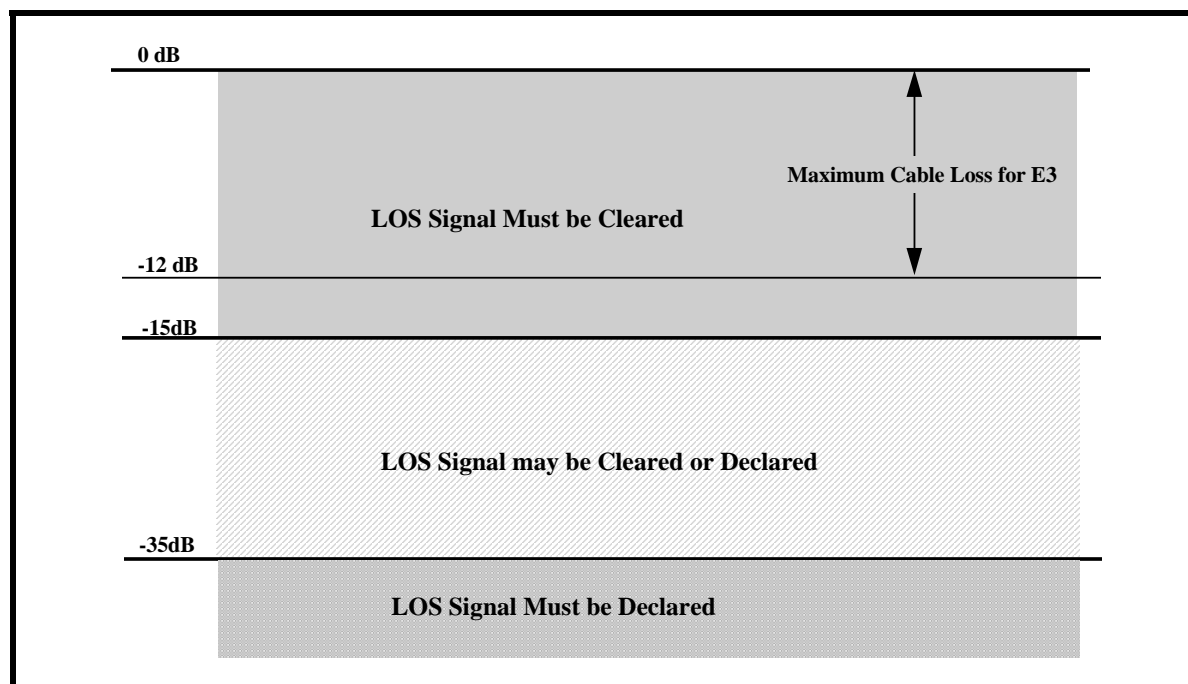 0 dB
Maximum Cable Loss for E3
LOS Signal Must be Cleared
-12 dB
-15dB
LOS Signal may be Cleared or Declared
-35dB
LOS Signal Must be Declared